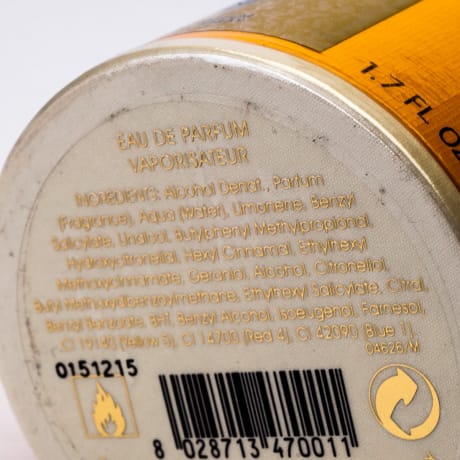 1.7 FL OZ
EAU DE PARFUM
VAPORISATEUR
INGREDIENTS: Alcohol Denat., Parfum
(Fragrance), Aqua (Water), Limonene, Benzyl
Salicylate, Linalool, Butylphenyl Methylpropional,
Hydroxycitronellal, Hexyl Cinnamal, Ethylhexyl
Methoxycinnamate, Geraniol, Alcohol, Citronellol,
Butyl Methoxydibenzoylmethane, Ethylhexyl Salicylate, Citral,
Benzyl Benzoate, BHT, Benzyl Alcohol, Isoeugenol, Farnesol,
CI 19140 (Yellow 5), CI 14700 (Red 4), CI 42090 (Blue 1).
04626/M
0151215
8 028713 470011